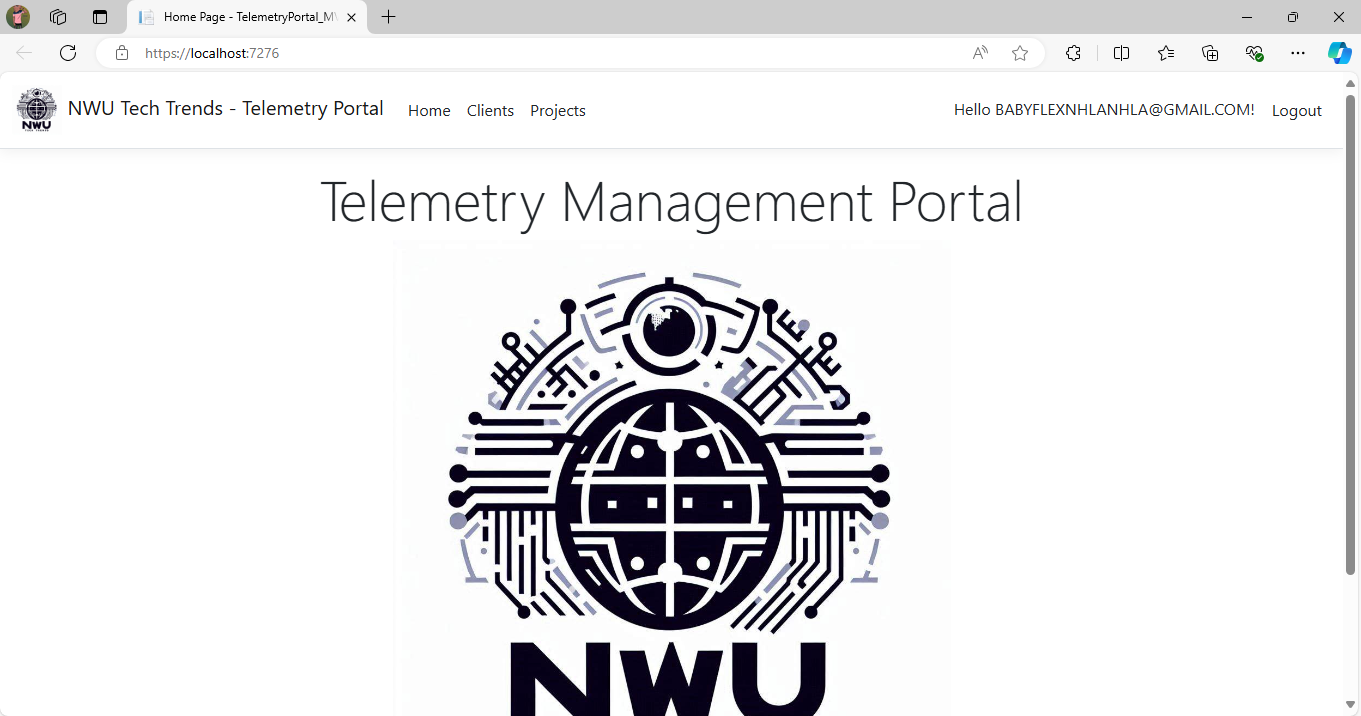 Home Page - TelemetryPortal_MV
https://localhost:7276
NWU
NWU Tech Trends - Telemetry Portal
Home
Clients
Projects
Hello BABYFLEXNHLANHLA@GMAIL.COM!
Logout
Telemetry Management Portal
NWU